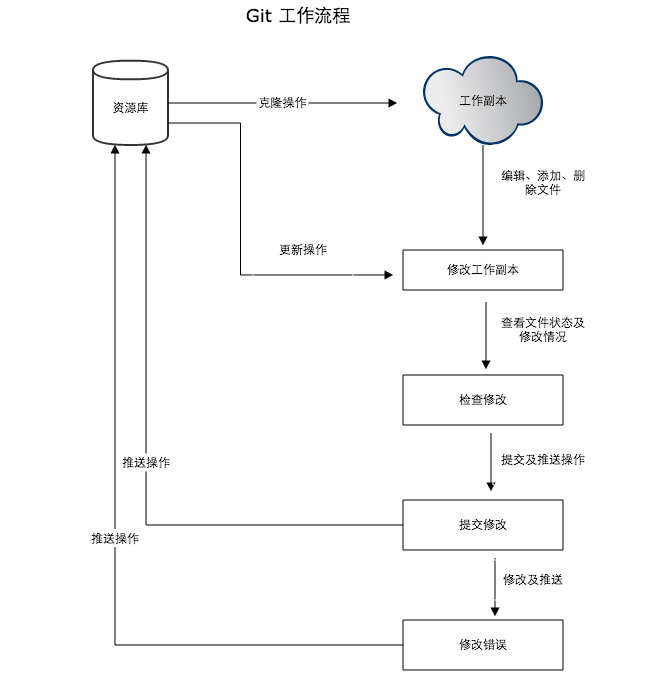 Git 工作流程
资源库
克隆操作
工作副本
编辑、添加、删
除文件
更新操作
修改工作副本
查看文件状态及
修改情况
检查修改
推送操作
提交及推送操作
提交修改
推送操作
修改及推送
修改错误